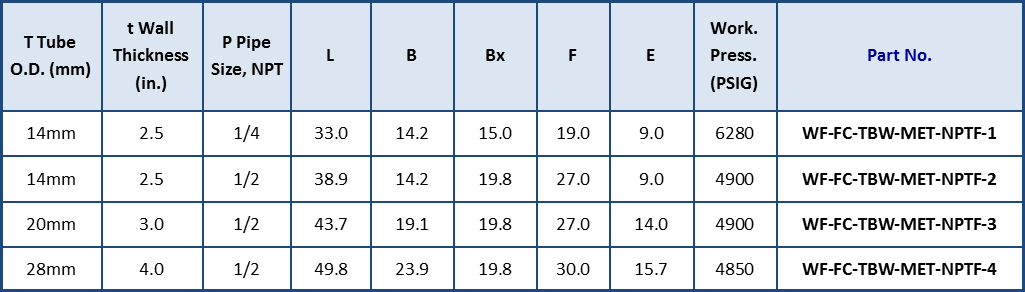 T Tube O.D. (mm) t Wall Thickness (in.) P Pipe Size, NPT L B Bx F E Work. Press. (PSIG) Part No.
14mm 2.5 1/4 33.0 14.2 15.0 19.0 9.0 6280 WF-FC-TBW-MET-NPTF-1
14mm 2.5 1/2 38.9 14.2 19.8 27.0 9.0 4900 WF-FC-TBW-MET-NPTF-2
20mm 3.0 1/2 43.7 19.1 19.8 27.0 14.0 4900 WF-FC-TBW-MET-NPTF-3
28mm 4.0 1/2 49.8 23.9 19.8 30.0 15.7 4850 WF-FC-TBW-MET-NPTF-4